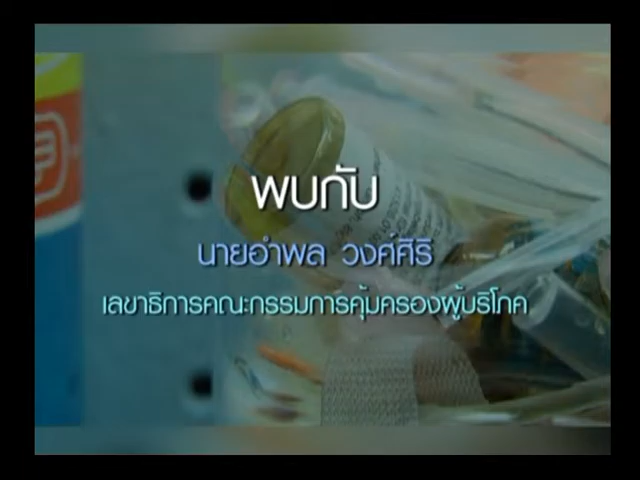 พบกับ
นายอำพล วงศ์ศิริ
เลขาธิการคณะกรรมการคุ้มครองผู้บริโภค